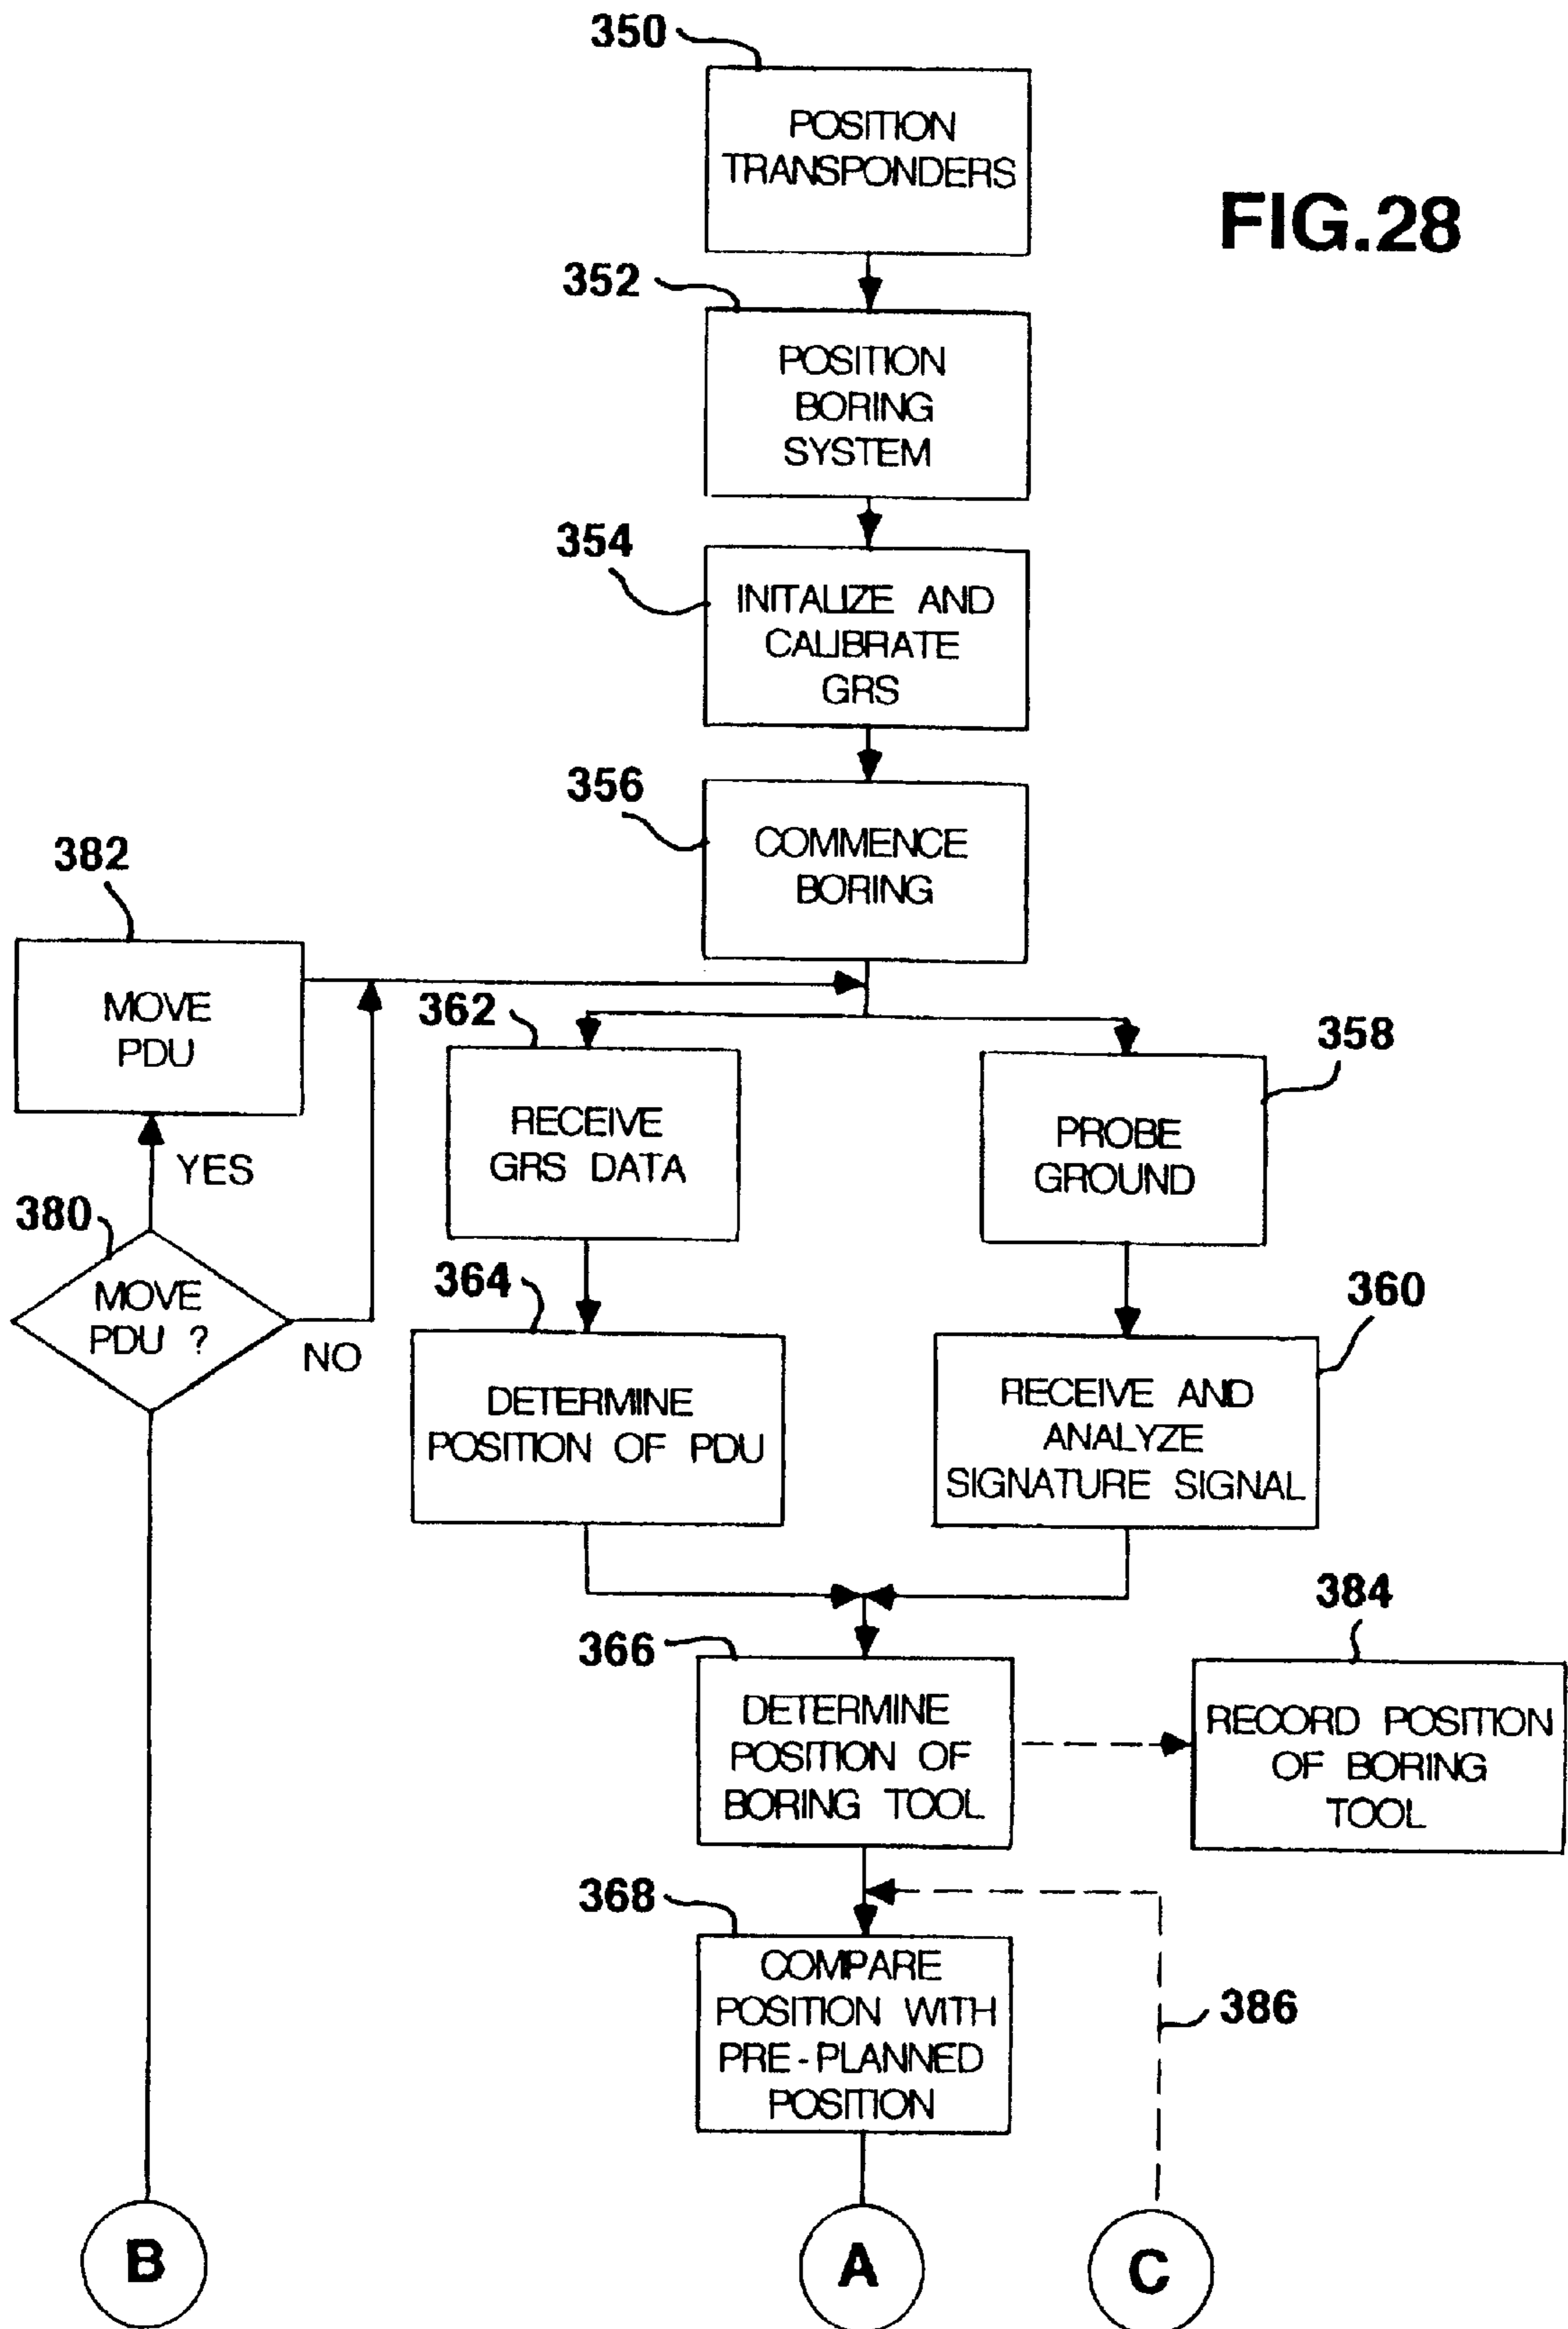 350
POSITION
TRANSPONDERS
FIG.28
352
POSITION
BORING
SYSTEM
354
INITALIZE AND
CALIBRATE
GRS
356
COMMENCE
BORING
382
MOVE
PDU
362
RECEIVE
GRS DATA
358
PROBE
GROUND
YES
380
MOVE
PDU ?
NO
364
DETERMINE
POSITION OF PDU
360
RECEIVE AND
ANALYZE
SIGNATURE SIGNAL
366
DETERMINE
POSITION OF
BORING TOOL
384
RECORD POSITION
OF BORING
TOOL
368
COMPARE
POSITION WITH
PRE-PLANNED
POSITION
386
B
A
C